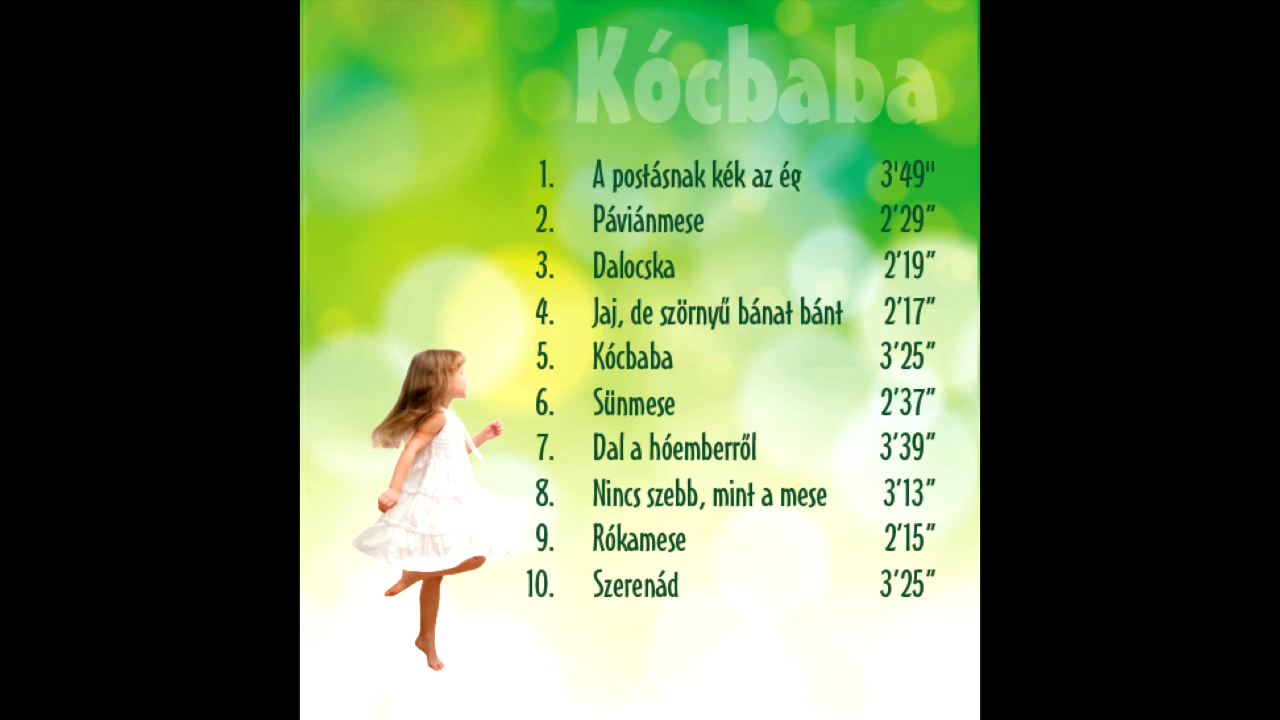 Kócbaba
1. A postásnak kék az ég 3'49"
2. Páviánmese 2’29”
3. Dalocska 2’19”
4. Jaj, de szörnyű bánat bánt 2’17”
5. Kócbaba 3’25”
6. Sünmese 2’37”
7. Dal a hóemberről 3’39”
8. Nincs szebb, mint a mese 3’13”
9. Rókamese 2’15”
10. Szerenád 3’25”